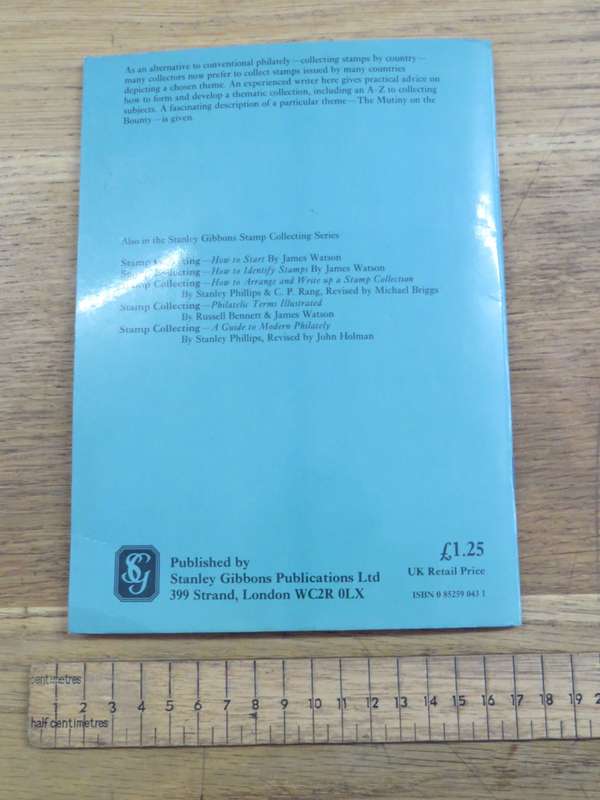 As an alternative to conventional philately—collecting stamps by country—
many collectors now prefer to collect stamps issued by many countries
depicting a chosen theme. An experienced writer here gives practical advice on
how to form and develop a thematic collection, including an A-Z to collecting
subjects. A fascinating description of a particular theme—The Mutiny on the
Bounty—is given.
Also in the Stanley Gibbons Stamp Collecting Series
Stamp Collecting—How to Start By James Watson
Stamp Collecting—How to Identify Stamps By James Watson
Stamp Collecting—How to Arrange and Write up a Stamp Collection
By Stanley Phillips & C. P. Rang, Revised by Michael Briggs
Stamp Collecting—Philatelic Terms Illustrated
By Russell Bennett & James Watson
Stamp Collecting—A Guide to Modern Philately
By Stanley Phillips, Revised by John Holman
SG
Published by
Stanley Gibbons Publications Ltd
399 Strand, London WC2R 0LX
£1.25
UK Retail Price
ISBN 0 85259 043 1
centimetres
1 2 3 4 5 6 7 8 9 10 11 12 13 14 15 16 17 18 19 2
half centimetres